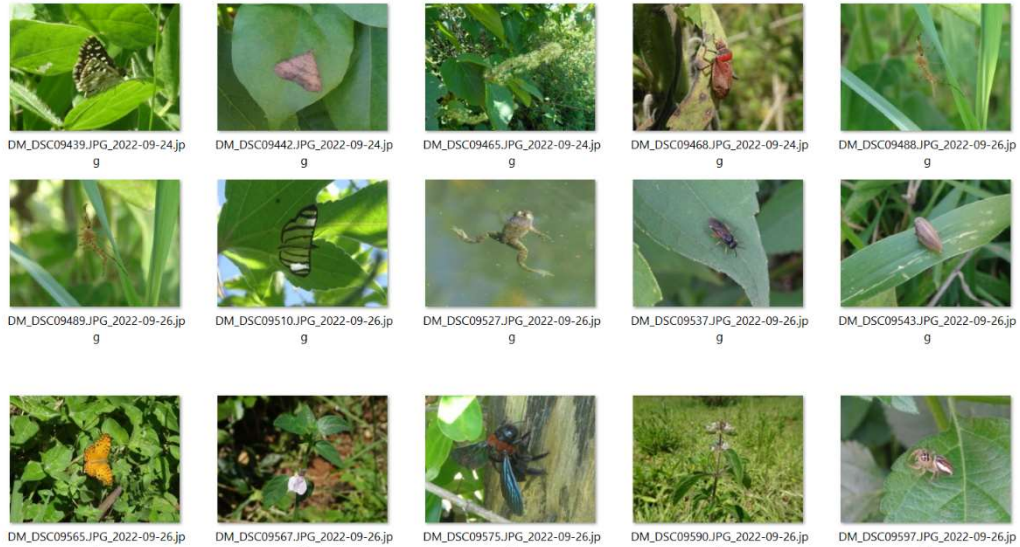 DM_DSC09439.JPG_2022-09-24.jp
g
DM_DSC09442.JPG_2022-09-24.jp
g
DM_DSC09465.JPG_2022-09-24.jp
g
DM_DSC09468.JPG_2022-09-24.jp
g
DM_DSC09488.JPG_2022-09-26.jp
g
DM_DSC09489.JPG_2022-09-26.jp
g
DM_DSC09510.JPG_2022-09-26.jp
g
DM_DSC09527.JPG_2022-09-26.jp
g
DM_DSC09537.JPG_2022-09-26.jp
g
DM_DSC09543.JPG_2022-09-26.jp
g
DM_DSC09565.JPG_2022-09-26.jp
DM_DSC09567.JPG_2022-09-26.jp
DM_DSC09575.JPG_2022-09-26.jp
DM_DSC09590.JPG_2022-09-26.jp
DM_DSC09597.JPG_2022-09-26.jp